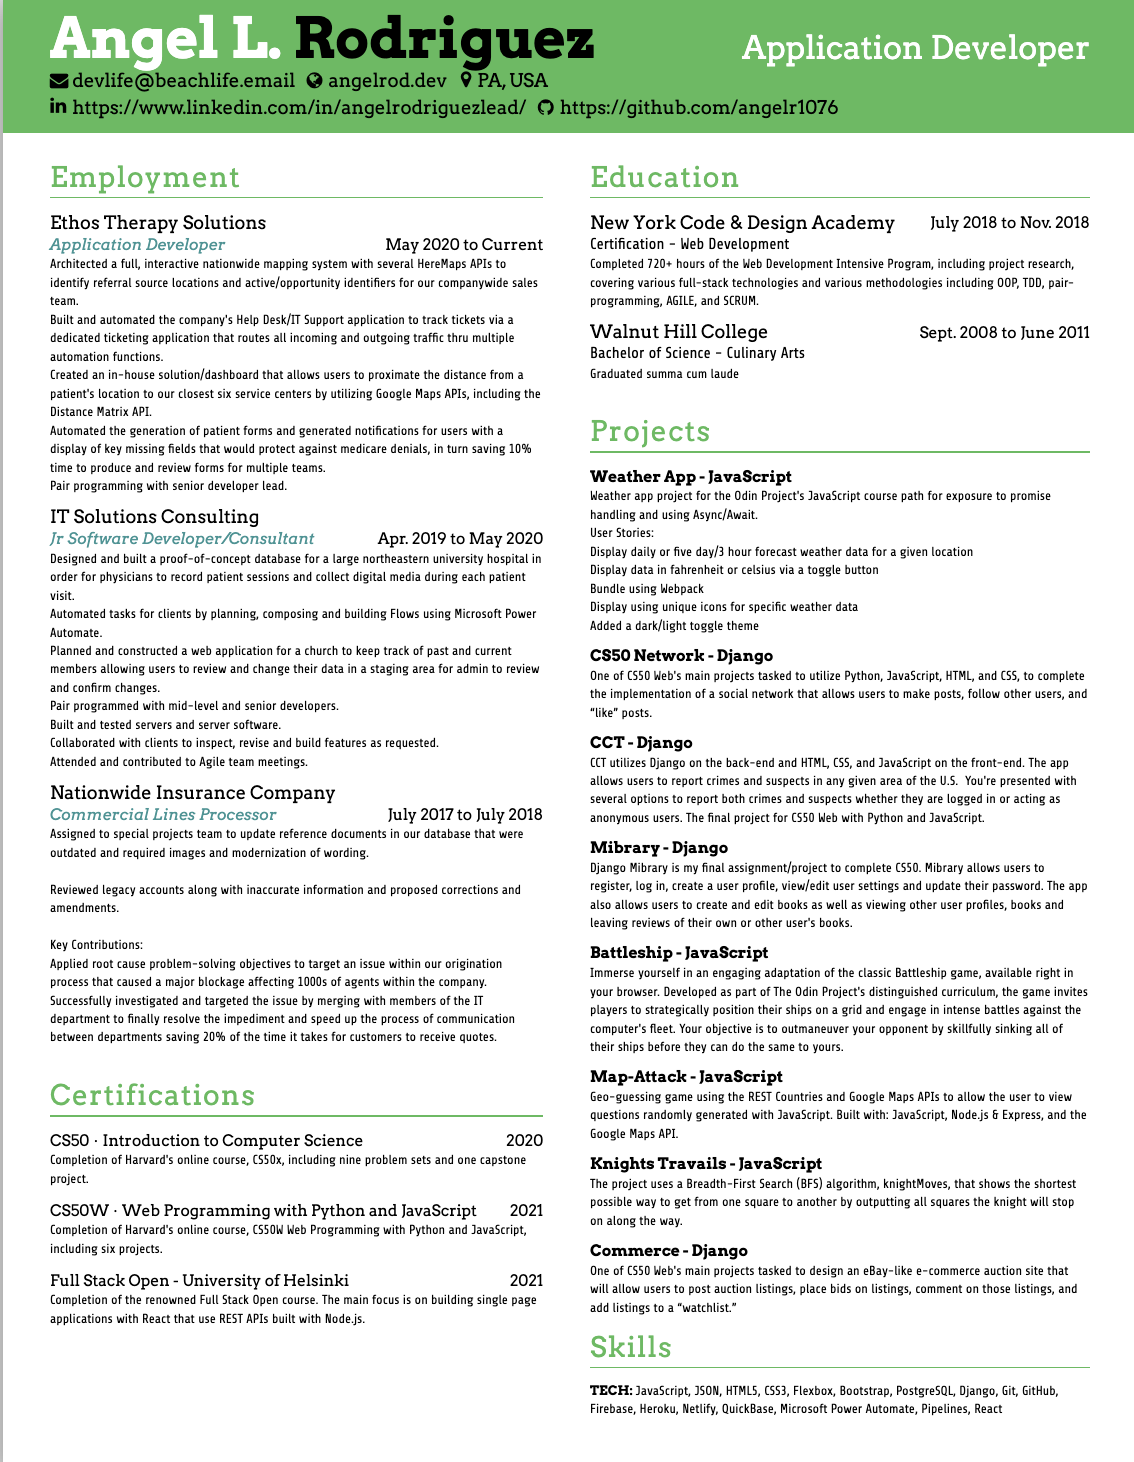 Angel L. Rodriguez
Application Developer
devlife@beachlife.email angelrod.dev PA, USA
https://www.linkedin.com/in/angelrodriguezlead/ https://github.com/angelr1076
Employment
Ethos Therapy Solutions
Application Developer May 2020 to Current
Architected a full, interactive nationwide mapping system with several HereMaps APIs to
identify referral source locations and active/opportunity identifiers for our companywide sales
team.
Built and automated the company's Help Desk/IT Support application to track tickets via a
dedicated ticketing application that routes all incoming and outgoing traffic thru multiple
automation functions.
Created an in-house solution/dashboard that allows users to proximate the distance from a
patient's location to our closest six service centers by utilizing Google Maps APIs, including the
Distance Matrix API.
Automated the generation of patient forms and generated notifications for users with a
display of key missing fields that would protect against medicare denials, in turn saving 10%
time to produce and review forms for multiple teams.
Pair programming with senior developer lead.
IT Solutions Consulting
Jr Software Developer/Consultant Apr. 2019 to May 2020
Designed and built a proof-of-concept database for a large northeastern university hospital in
order for physicians to record patient sessions and collect digital media during each patient
visit.
Automated tasks for clients by planning, composing and building Flows using Microsoft Power
Automate.
Planned and constructed a web application for a church to keep track of past and current
members allowing users to review and change their data in a staging area for admin to review
and confirm changes.
Pair programmed with mid-level and senior developers.
Built and tested servers and server software.
Collaborated with clients to inspect, revise and build features as requested.
Attended and contributed to Agile team meetings.
Nationwide Insurance Company
Commercial Lines Processor July 2017 to July 2018
Assigned to special projects team to update reference documents in our database that were
outdated and required images and modernization of wording.
Reviewed legacy accounts along with inaccurate information and proposed corrections and
amendments.
Key Contributions:
Applied root cause problem-solving objectives to target an issue within our origination
process that caused a major blockage affecting 1000s of agents within the company.
Successfully investigated and targeted the issue by merging with members of the IT
department to finally resolve the impediment and speed up the process of communication
between departments saving 20% of the time it takes for customers to receive quotes.
Certifications
CS50 · Introduction to Computer Science 2020
Completion of Harvard's online course, CS50x, including nine problem sets and one capstone
project.
CS50W · Web Programming with Python and JavaScript 2021
Completion of Harvard's online course, CS50W Web Programming with Python and JavaScript,
including six projects.
Full Stack Open - University of Helsinki 2021
Completion of the renowned Full Stack Open course. The main focus is on building single page
applications with React that use REST APIs built with Node.js.
Education
New York Code & Design Academy July 2018 to Nov. 2018
Certification - Web Development
Completed 720+ hours of the Web Development Intensive Program, including project research,
covering various full-stack technologies and various methodologies including OOP, TDD, pair-
programming, AGILE, and SCRUM.
Walnut Hill College Sept. 2008 to June 2011
Bachelor of Science - Culinary Arts
Graduated summa cum laude
Projects
Weather App - JavaScript
Weather app project for the Odin Project's JavaScript course path for exposure to promise
handling and using Async/Await.
User Stories:
Display daily or five day/3 hour forecast weather data for a given location
Display data in fahrenheit or celsius via a toggle button
Bundle using Webpack
Display using unique icons for specific weather data
Added a dark/light toggle theme
CS50 Network - Django
One of CS50 Web's main projects tasked to utilize Python, JavaScript, HTML, and CSS, to complete
the implementation of a social network that allows users to make posts, follow other users, and
“like” posts.
CCT - Django
CCT utilizes Django on the back-end and HTML, CSS, and JavaScript on the front-end. The app
allows users to report crimes and suspects in any given area of the U.S. You're presented with
several options to report both crimes and suspects whether they are logged in or acting as
anonymous users. The final project for CS50 Web with Python and JavaScript.
Mibrary - Django
Django Mibrary is my final assignment/project to complete CS50. Mibrary allows users to
register, log in, create a user profile, view/edit user settings and update their password. The app
also allows users to create and edit books as well as viewing other user profiles, books and
leaving reviews of their own or other user's books.
Battleship - JavaScript
Immerse yourself in an engaging adaptation of the classic Battleship game, available right in
your browser. Developed as part of The Odin Project's distinguished curriculum, the game invites
players to strategically position their ships on a grid and engage in intense battles against the
computer's fleet. Your objective is to outmaneuver your opponent by skillfully sinking all of
their ships before they can do the same to yours.
Map-Attack - JavaScript
Geo-guessing game using the REST Countries and Google Maps APIs to allow the user to view
questions randomly generated with JavaScript. Built with: JavaScript, Node.js & Express, and the
Google Maps API.
Knights Travails - JavaScript
The project uses a Breadth-First Search (BFS) algorithm, knightMoves, that shows the shortest
possible way to get from one square to another by outputting all squares the knight will stop
on along the way.
Commerce - Django
One of CS50 Web's main projects tasked to design an eBay-like e-commerce auction site that
will allow users to post auction listings, place bids on listings, comment on those listings, and
add listings to a “watchlist.”
Skills
TECH: JavaScript, JSON, HTML5, CSS3, Flexbox, Bootstrap, PostgreSQL, Django, Git, GitHub,
Firebase, Heroku, Netlify, QuickBase, Microsoft Power Automate, Pipelines, React